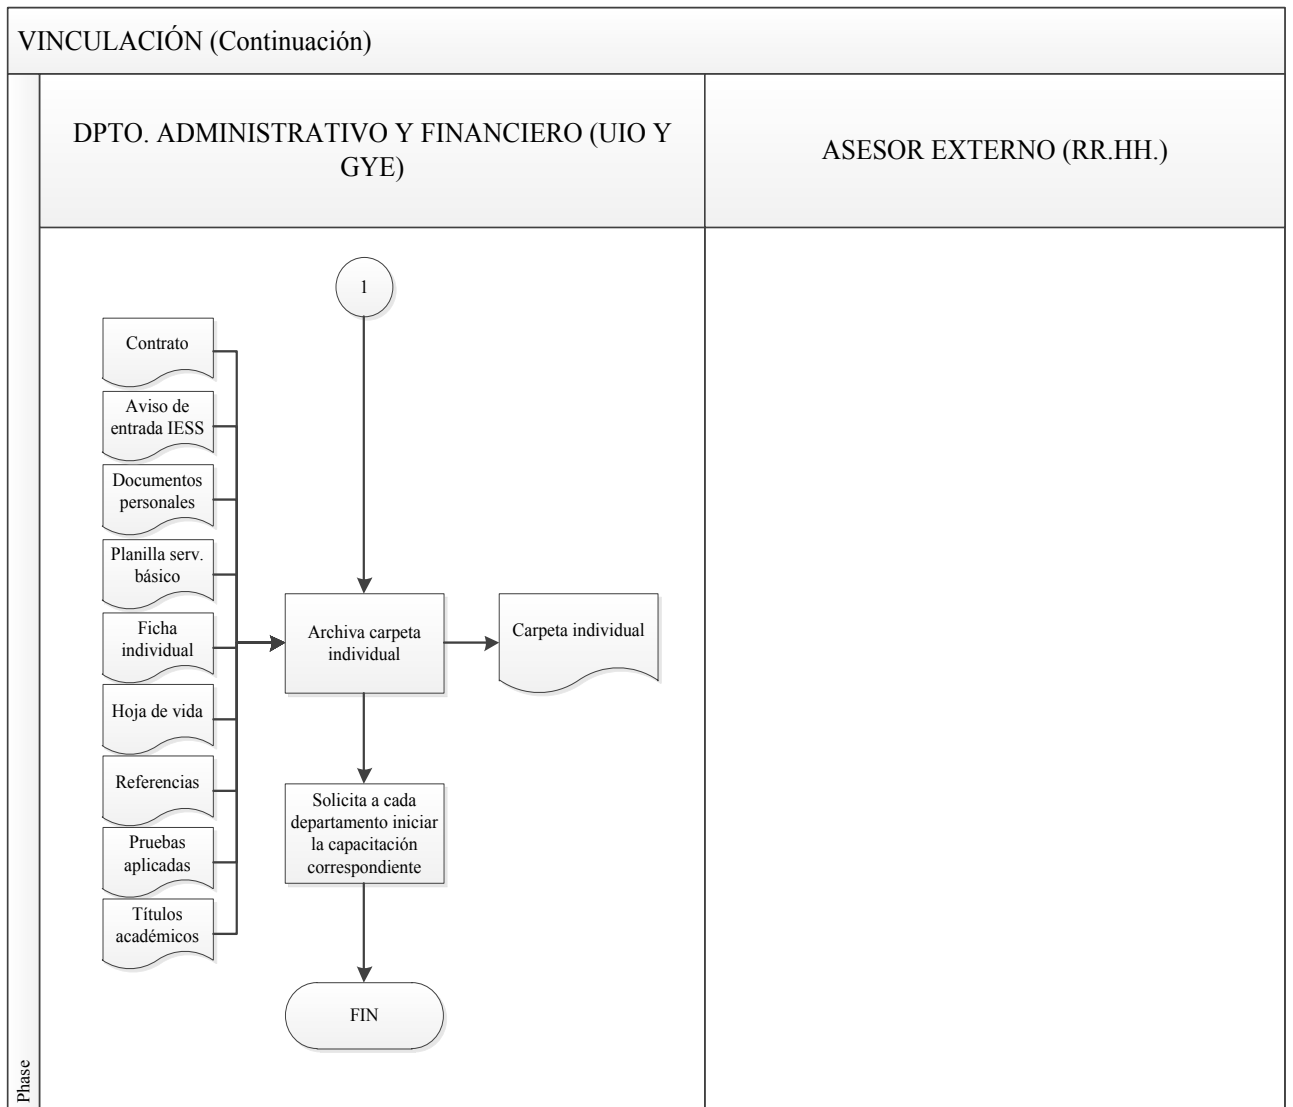 VINCULACIÓN (Continuación)
DPTO. ADMINISTRATIVO Y FINANCIERO (UIO Y
GYE)
ASESOR EXTERNO (RR.HH.)
1
Contrato
Aviso de
entrada IESS
Documentos
personales
Planilla serv.
básico
Ficha
individual
Hoja de vida
Referencias
Pruebas
aplicadas
Títulos
académicos
Archiva carpeta
individual
Carpeta individual
Solicita a cada
departamento iniciar
la capacitación
correspondiente
FIN
Phase